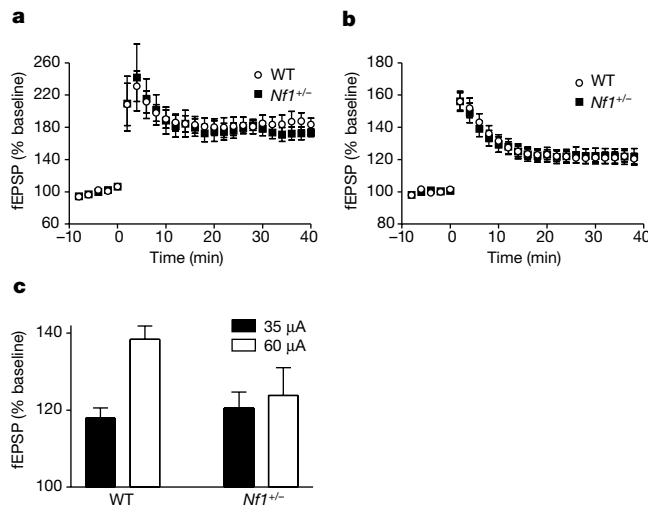 a
fEPSP (% baseline)
260
220
180
140
100
60
–10 0 10 20 30 40
Time (min)
WT
Nf1+/–
b
fEPSP (% baseline)
180
160
140
120
100
80
–10 0 10 20 30 40
Time (min)
WT
Nf1+/–
c
fEPSP (% baseline)
140
120
100
35 μA
60 μA
WT Nf1+/–